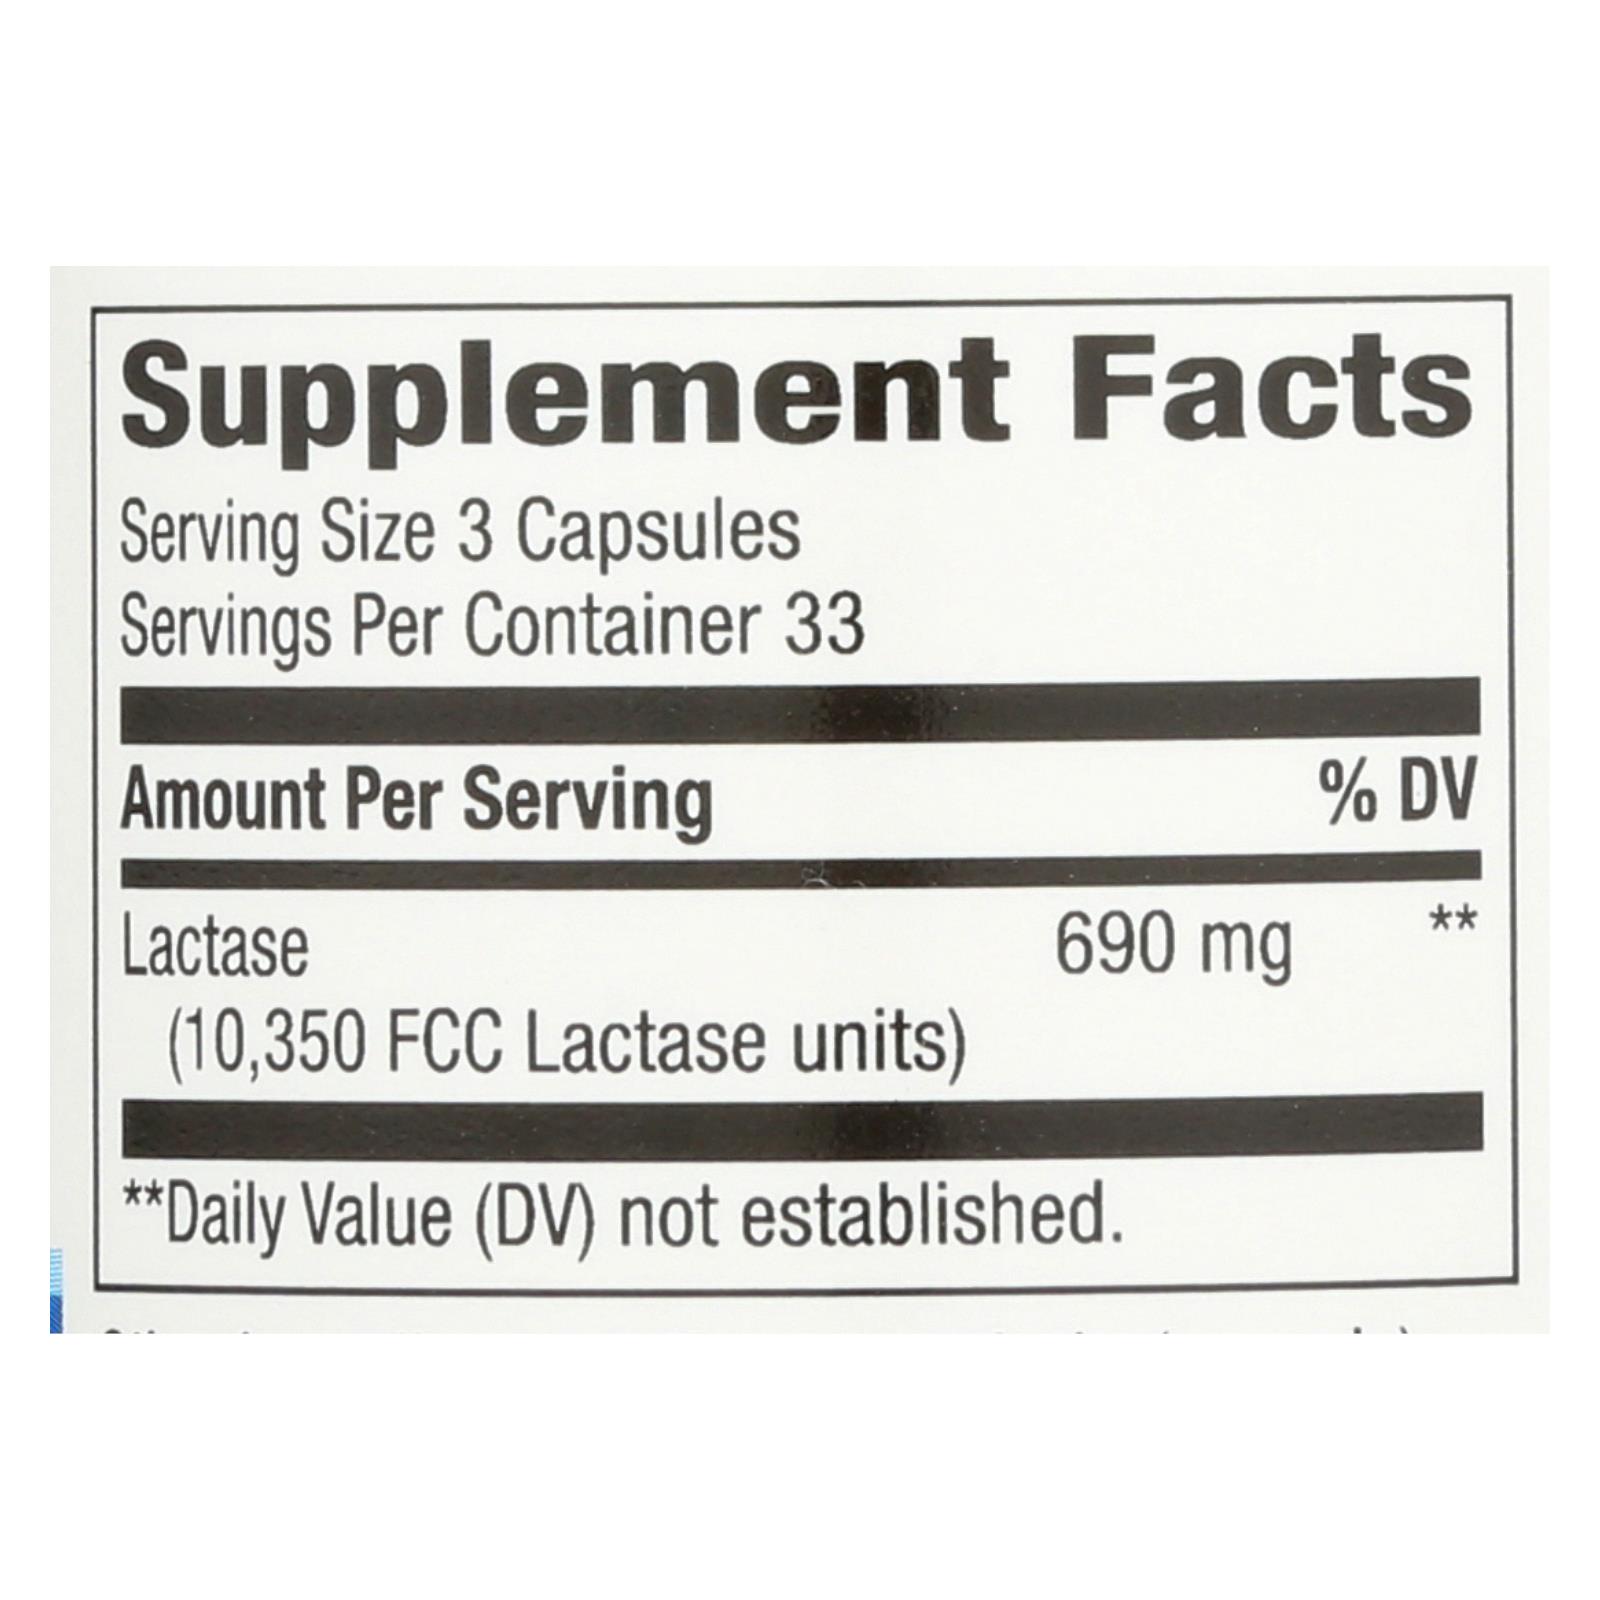 Supplement Facts
Serving Size 3 Capsules
Servings Per Container 33
Amount Per Serving % DV
Lactase 690 mg **
(10,350 FCC Lactase units)
**Daily Value (DV) not established.